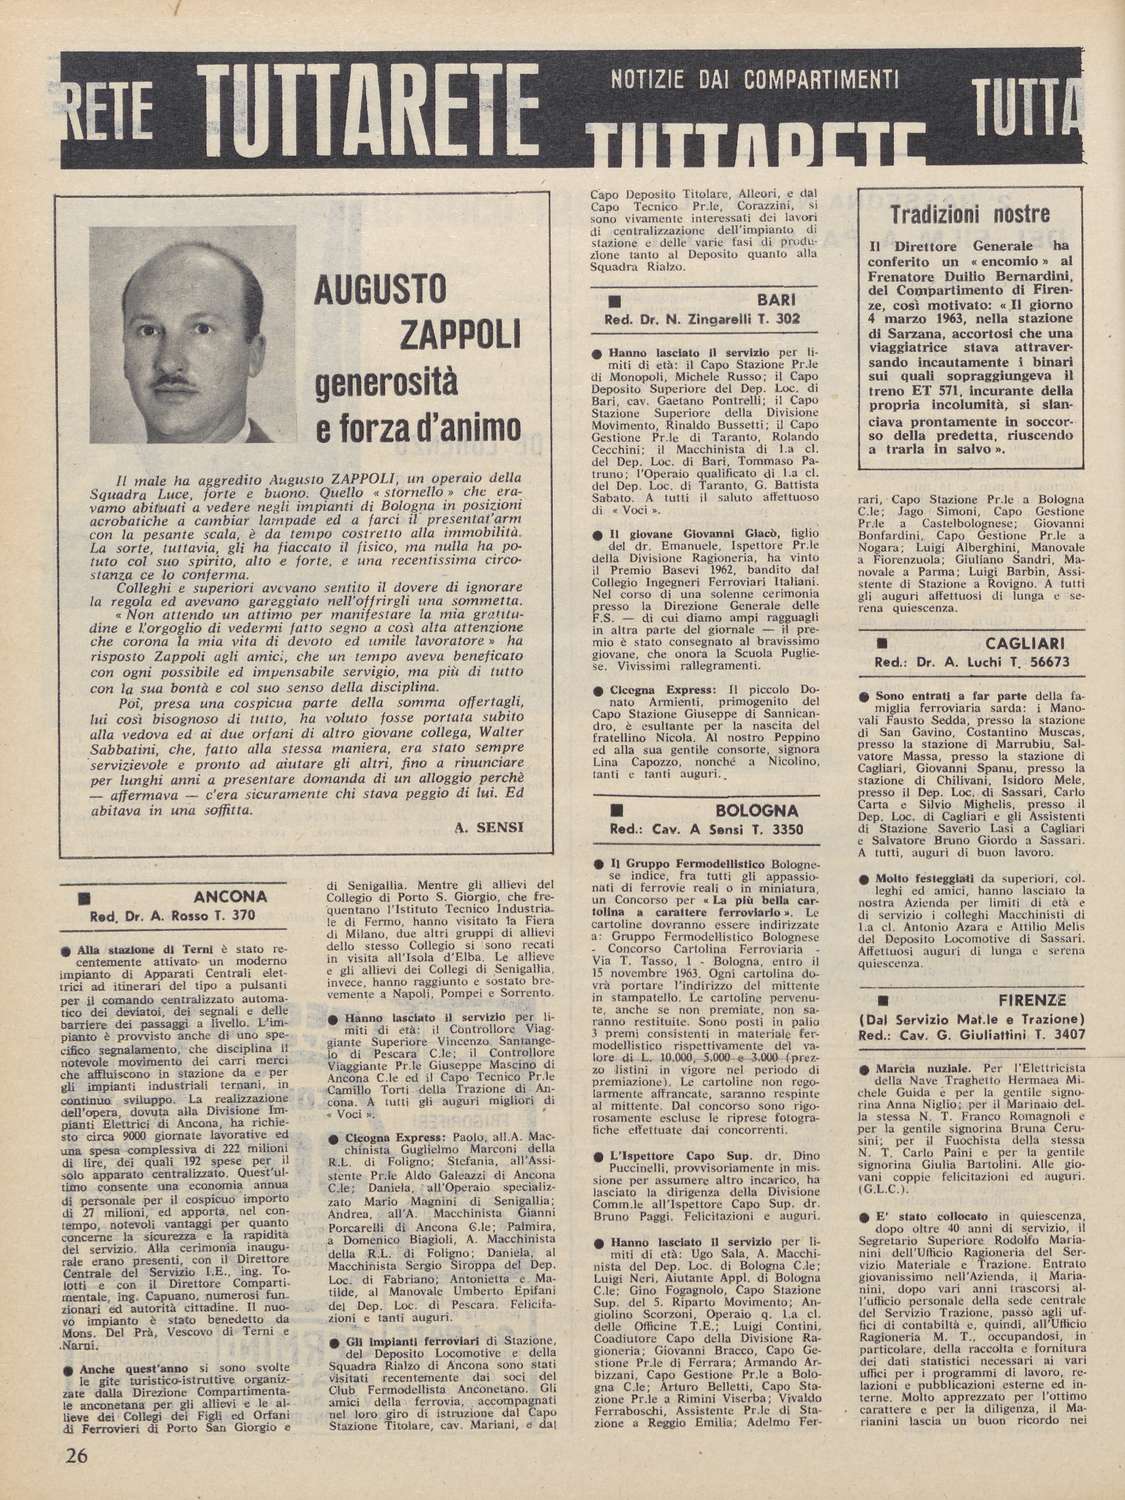 RETE TUTTARETE NOTIZIE DAI COMPARTIMENTI TUTTARETE TUTTA
AUGUSTO
ZAPPOLI
generosità
e forza d'animo
Il male ha aggredito Augusto ZAPPOLI, un operaio della
Squadra Luce, forte e buono. Quello « stornello » che era-
vamo abituati a vedere negli impianti di Bologna in posizioni
acrobatiche a cambiar lampade ed a farci il presentat'arm
con la pesante scala, è da tempo costretto alla immobilità.
La sorte, tuttavia, gli ha fiaccato il fisico, ma nulla ha po-
tuto col suo spirito, alto e forte, e una recentissima circo-
stanza ce lo conferma.
Colleghi e superiori avevano sentito il dovere di ignorare
la regola ed avevano gareggiato nell'offrirgli una sommetta.
« Non attendo un attimo per manifestare la mia gratitu-
dine e l'orgoglio di vedermi fatto segno a così alta attenzione
che corona la mia vita di devoto ed umile lavoratore » ha
risposto Zappoli agli amici, che un tempo aveva beneficato
con ogni possibile ed impensabile servigio, ma più di tutto
con la sua bontà e col suo senso della disciplina.
Poi, presa una cospicua parte della somma offertagli,
lui così bisognoso di tutto, ha voluto fosse portata subito
alla vedova ed ai due orfani di altro giovane collega, Walter
Sabbatini, che, fatto alla stessa maniera, era stato sempre
servizievole e pronto ad aiutare gli altri, fino a rinunciare
per lunghi anni a presentare domanda di un alloggio perchè
— affermava — c'era sicuramente chi stava peggio di lui. Ed
abitava in una soffitta.
A. SENSI
■ ANCONA
Red. Dr. A. Rosso T. 370
● Alla stazione di Terni è stato re-
centemente attivato un moderno
impianto di Apparati Centrali elet-
trici ad itinerari del tipo a pulsanti
per il comando centralizzato automa-
tico dei deviatoi, dei segnali e delle
barriere dei passaggi a livello. L'im-
pianto è provvisto anche di uno spe-
cifico segnalamento, che disciplina il
notevole movimento dei carri merci
che affluiscono in stazione da e per
gli impianti industriali ternani, in
continuo sviluppo. La realizzazione
dell'opera, dovuta alla Divisione Im-
pianti Elettrici di Ancona, ha richie-
sto circa 9000 giornate lavorative ed
una spesa complessiva di 222 milioni
di lire, dei quali 192 spese per il
solo apparato centralizzato. Quest'ul-
timo consente una economia annua
di personale per il cospicuo importo
di 27 milioni, ed apporta, nel con-
tempo, notevoli vantaggi per quanto
concerne la sicurezza e la rapidità
del servizio. Alla cerimonia inaugu-
rale erano presenti, con il Direttore
Centrale del Servizio I.E., ing. To-
lotti e con il Direttore Comparti-
mentale, ing. Capuano, numerosi fun-
zionari ed autorità cittadine. Il nuo-
vo impianto è stato benedetto da
Mons. Del Prà, Vescovo di Terni e
Narni.
● Anche quest'anno si sono svolte
le gite turistico-istruttive organiz-
zate dalla Direzione Compartimenta-
le anconetana per gli allievi e le al-
lieve dei Collegi dei Figli ed Orfani
di Ferrovieri di Porto San Giorgio e
di Senigallia. Mentre gli allievi del
Collegio di Porto S. Giorgio, che fre-
quentano l'Istituto Tecnico Industria-
le di Fermo, hanno visitato la Fiera
di Milano, due altri gruppi di allievi
dello stesso Collegio si sono recati
in visita all'Isola d'Elba. Le allieve
e gli allievi dei Collegi di Senigallia,
invece, hanno raggiunto e sostato bre-
vemente a Napoli, Pompei e Sorrento.
● Hanno lasciato il servizio per li-
miti di età: il Controllore Viag-
giante Superiore Vincenzo Santange-
lo di Pescara C.le; il Controllore
Viaggiante Pr.le Giuseppe Mascino di
Ancona C.le ed il Capo Tecnico Pr.le
Camillo Torti della Trazione di An-
cona. A tutti gli auguri migliori di
« Voci ».
● Cicogna Express: Paolo, all.A. Mac-
chinista Guglielmo Marconi della
R.L. di Foligno; Stefania, all'Assi-
stente Pr.le Aldo Galeazzi di Ancona
C.le; Daniela, all'Operaio specializ-
zato Mario Magnini di Senigallia;
Andrea, all'A. Macchinista Gianni
Porcarelli di Ancona C.le; Palmira,
a Domenico Biagioli, A. Macchinista
della R.L. di Foligno; Daniela, al
Macchinista Sergio Siroppa del Dep.
Loc. di Fabriano; Antonietta e Ma-
tilde, al Manovale Umberto Epifani
del Dep. Loc. di Pescara. Felicita-
zioni e tanti auguri.
● Gli impianti ferroviari di Stazione,
del Deposito Locomotive e della
Squadra Rialzo di Ancona sono stati
visitati recentemente dai soci del
Club Fermodellista Anconetano. Gli
amici della ferrovia, accompagnati
nel loro giro di istruzione dal Capo
Stazione Titolare, cav. Mariani, e dal
Capo Deposito Titolare, Alleori, e dal
Capo Tecnico Pr.le, Corazzini, si
sono vivamente interessati dei lavori
di centralizzazione dell'impianto di
stazione e delle varie fasi di produ-
zione tanto al Deposito quanto alla
Squadra Rialzo.
■ BARI
Red. Dr. N. Zingarelli T. 302
● Hanno lasciato il servizio per li-
miti di età: il Capo Stazione Pr.le
di Monopoli, Michele Russo; il Capo
Deposito Superiore del Dep. Loc. di
Bari, cav. Gaetano Pontrelli; il Capo
Stazione Superiore della Divisione
Movimento, Rinaldo Bussetti; il Capo
Gestione Pr.le di Taranto, Rolando
Cecchini; il Macchinista di 1.a cl.
del Dep. Loc. di Bari, Tommaso Pa-
truno; l'Operaio qualificato di 1.a cl.
del Dep. Loc. di Taranto, G. Battista
Sabato. A tutti il saluto affettuoso
di « Voci ».
● Il giovane Giovanni Giacò, figlio
del dr. Emanuele, Ispettore Pr.le
della Divisione Ragioneria, ha vinto
il Premio Basevi 1962, bandito dal
Collegio Ingegneri Ferroviari Italiani.
Nel corso di una solenne cerimonia
presso la Direzione Generale delle
F.S. — di cui diamo ampi ragguagli
in altra parte del giornale — il pre-
mio è stato consegnato al bravissimo
giovane, che onora la Scuola Puglie-
se. Vivissimi rallegramenti.
● Cicogna Express: Il piccolo Do-
nato Armienti, primogenito del
Capo Stazione Giuseppe di Sannican-
dro, è esultante per la nascita del
fratellino Nicola. Al nostro Peppino
ed alla sua gentile consorte, signora
Lina Capozzo, nonché a Nicolino,
tanti e tanti auguri.
■ BOLOGNA
Red.: Cav. A Sensi T. 3350
● Il Gruppo Fermodellistico Bologne-
se indice, fra tutti gli appassio-
nati di ferrovie reali o in miniatura,
un Concorso per « La più bella car-
tolina a carattere ferroviario ». Le
cartoline dovranno essere indirizzate
a: Gruppo Fermodellistico Bolognese
- Concorso Cartolina Ferroviaria -
Via T. Tasso, 1 - Bologna, entro il
15 novembre 1963. Ogni cartolina do-
vrà portare l'indirizzo del mittente
in stampatello. Le cartoline pervenu-
te, anche se non premiate, non sa-
ranno restituite. Sono posti in palio
3 premi consistenti in materiale fer-
modellistico rispettivamente del va-
lore di L. 10.000, 5.000 e 3.000 (prez-
zo listini in vigore nel periodo di
premiazione). Le cartoline non rego-
larmente affrancate, saranno respinte
al mittente. Dal concorso sono rigo-
rosamente escluse le riprese fotogra-
fiche effettuate dai concorrenti.
● L'Ispettore Capo Sup. dr. Dino
Puccinelli, provvisoriamente in mis-
sione per assumere altro incarico, ha
lasciato la dirigenza della Divisione
Comm.le all'Ispettore Capo Sup. dr.
Bruno Paggi. Felicitazioni e auguri.
● Hanno lasciato il servizio per li-
miti di età: Ugo Sala, A. Macchi-
nista del Dep. Loc. di Bologna C.le;
Luigi Neri, Aiutante Appl. di Bologna
C.le; Gino Fogagnolo, Capo Stazione
Sup. del 5. Riparto Movimento; An-
giolino Scorzoni, Operaio q. 1.a cl.
delle Officine T.E.; Luigi Contini,
Coadiutore Capo della Divisione Ra-
gioneria; Giovanni Bracco, Capo Ge-
stione Pr.le di Ferrara; Armando Ar-
bizzani, Capo Gestione Pr.le a Bolo-
gna C.le; Arturo Belletti, Capo Sta-
zione Pr.le a Rimini Viserba; Vivaldo
Ferraboschi, Assistente Pr.le di Sta-
zione a Reggio Emilia; Adelmo Fer-
Tradizioni nostre
Il Direttore Generale ha
conferito un « encomio » al
Frenatore Duilio Bernardini,
del Compartimento di Firen-
ze, così motivato: « Il giorno
4 marzo 1963, nella stazione
di Sarzana, accortosi che una
viaggiatrice stava attraver-
sando incautamente i binari
sui quali sopraggiungeva il
treno ET 571, incurante della
propria incolumità, si slan-
ciava prontamente in soccor-
so della predetta, riuscendo
a trarla in salvo ».
rari, Capo Stazione Pr.le a Bologna
C.le; Jago Simoni, Capo Gestione
Pr.le a Castelbolognese; Giovanni
Bonfardini, Capo Gestione Pr.le a
Nogara; Luigi Alberghini, Manovale
a Fiorenzuola; Giuliano Sandri, Ma-
novale a Parma; Luigi Barbin, Assi-
stente di Stazione a Rovigno. A tutti
gli auguri affettuosi di lunga e se-
rena quiescenza.
■ CAGLIARI
Red.: Dr. A. Luchi T. 56673
● Sono entrati a far parte della fa-
miglia ferroviaria sarda: i Mano-
vali Fausto Sedda, presso la stazione
di San Gavino, Costantino Muscas,
presso la stazione di Marrubiu, Sal-
vatore Massa, presso la stazione di
Cagliari, Giovanni Spanu, presso la
stazione di Chilivani, Isidoro Mele,
presso il Dep. Loc. di Sassari, Carlo
Carta e Silvio Mighelis, presso il
Dep. Loc. di Cagliari e gli Assistenti
di Stazione Saverio Lasi a Cagliari
e Salvatore Bruno Giordo a Sassari.
A tutti, auguri di buon lavoro.
● Molto festeggiati da superiori, col-
leghi ed amici, hanno lasciato la
nostra Azienda per limiti di età e
di servizio i colleghi Macchinisti di
1.a cl. Antonio Azara e Attilio Melis
del Deposito Locomotive di Sassari.
Affettuosi auguri di lunga e serena
quiescenza.
■ FIRENZE
(Dal Servizio Mat.le e Trazione)
Red.: Cav. G. Giuliattini T. 3407
● Marcia nuziale. Per l'Elettricista
della Nave Traghetto Hermaea Mi-
chele Guida e per la gentile signo-
rina Anna Niglio; per il Marinaio del-
la stessa N. T. Franco Romagnoli e
per la gentile signorina Bruna Ceru-
sini; per il Fuochista della stessa
N. T. Carlo Paini e per la gentile
signorina Giulia Bartolini. Alle gio-
vani coppie felicitazioni ed auguri.
(G.L.C.).
● E' stato collocato in quiescenza,
dopo oltre 40 anni di servizio, il
Segretario Superiore Rodolfo Maria-
nini dell'Ufficio Ragioneria del Ser-
vizio Materiale e Trazione. Entrato
giovanissimo nell'Azienda, il Maria-
nini, dopo vari anni trascorsi al-
l'ufficio personale della sede centrale
del Servizio Trazione, passò agli uf-
fici di contabilità e, quindi, all'Ufficio
Ragioneria M. T., occupandosi, in
particolare, della raccolta e fornitura
dei dati statistici necessari ai vari
uffici per i programmi di lavoro, re-
lazioni e pubblicazioni esterne ed in-
terne. Molto apprezzato per l'ottimo
carattere e per la diligenza, il Ma-
rianini lascia un buon ricordo nei
26